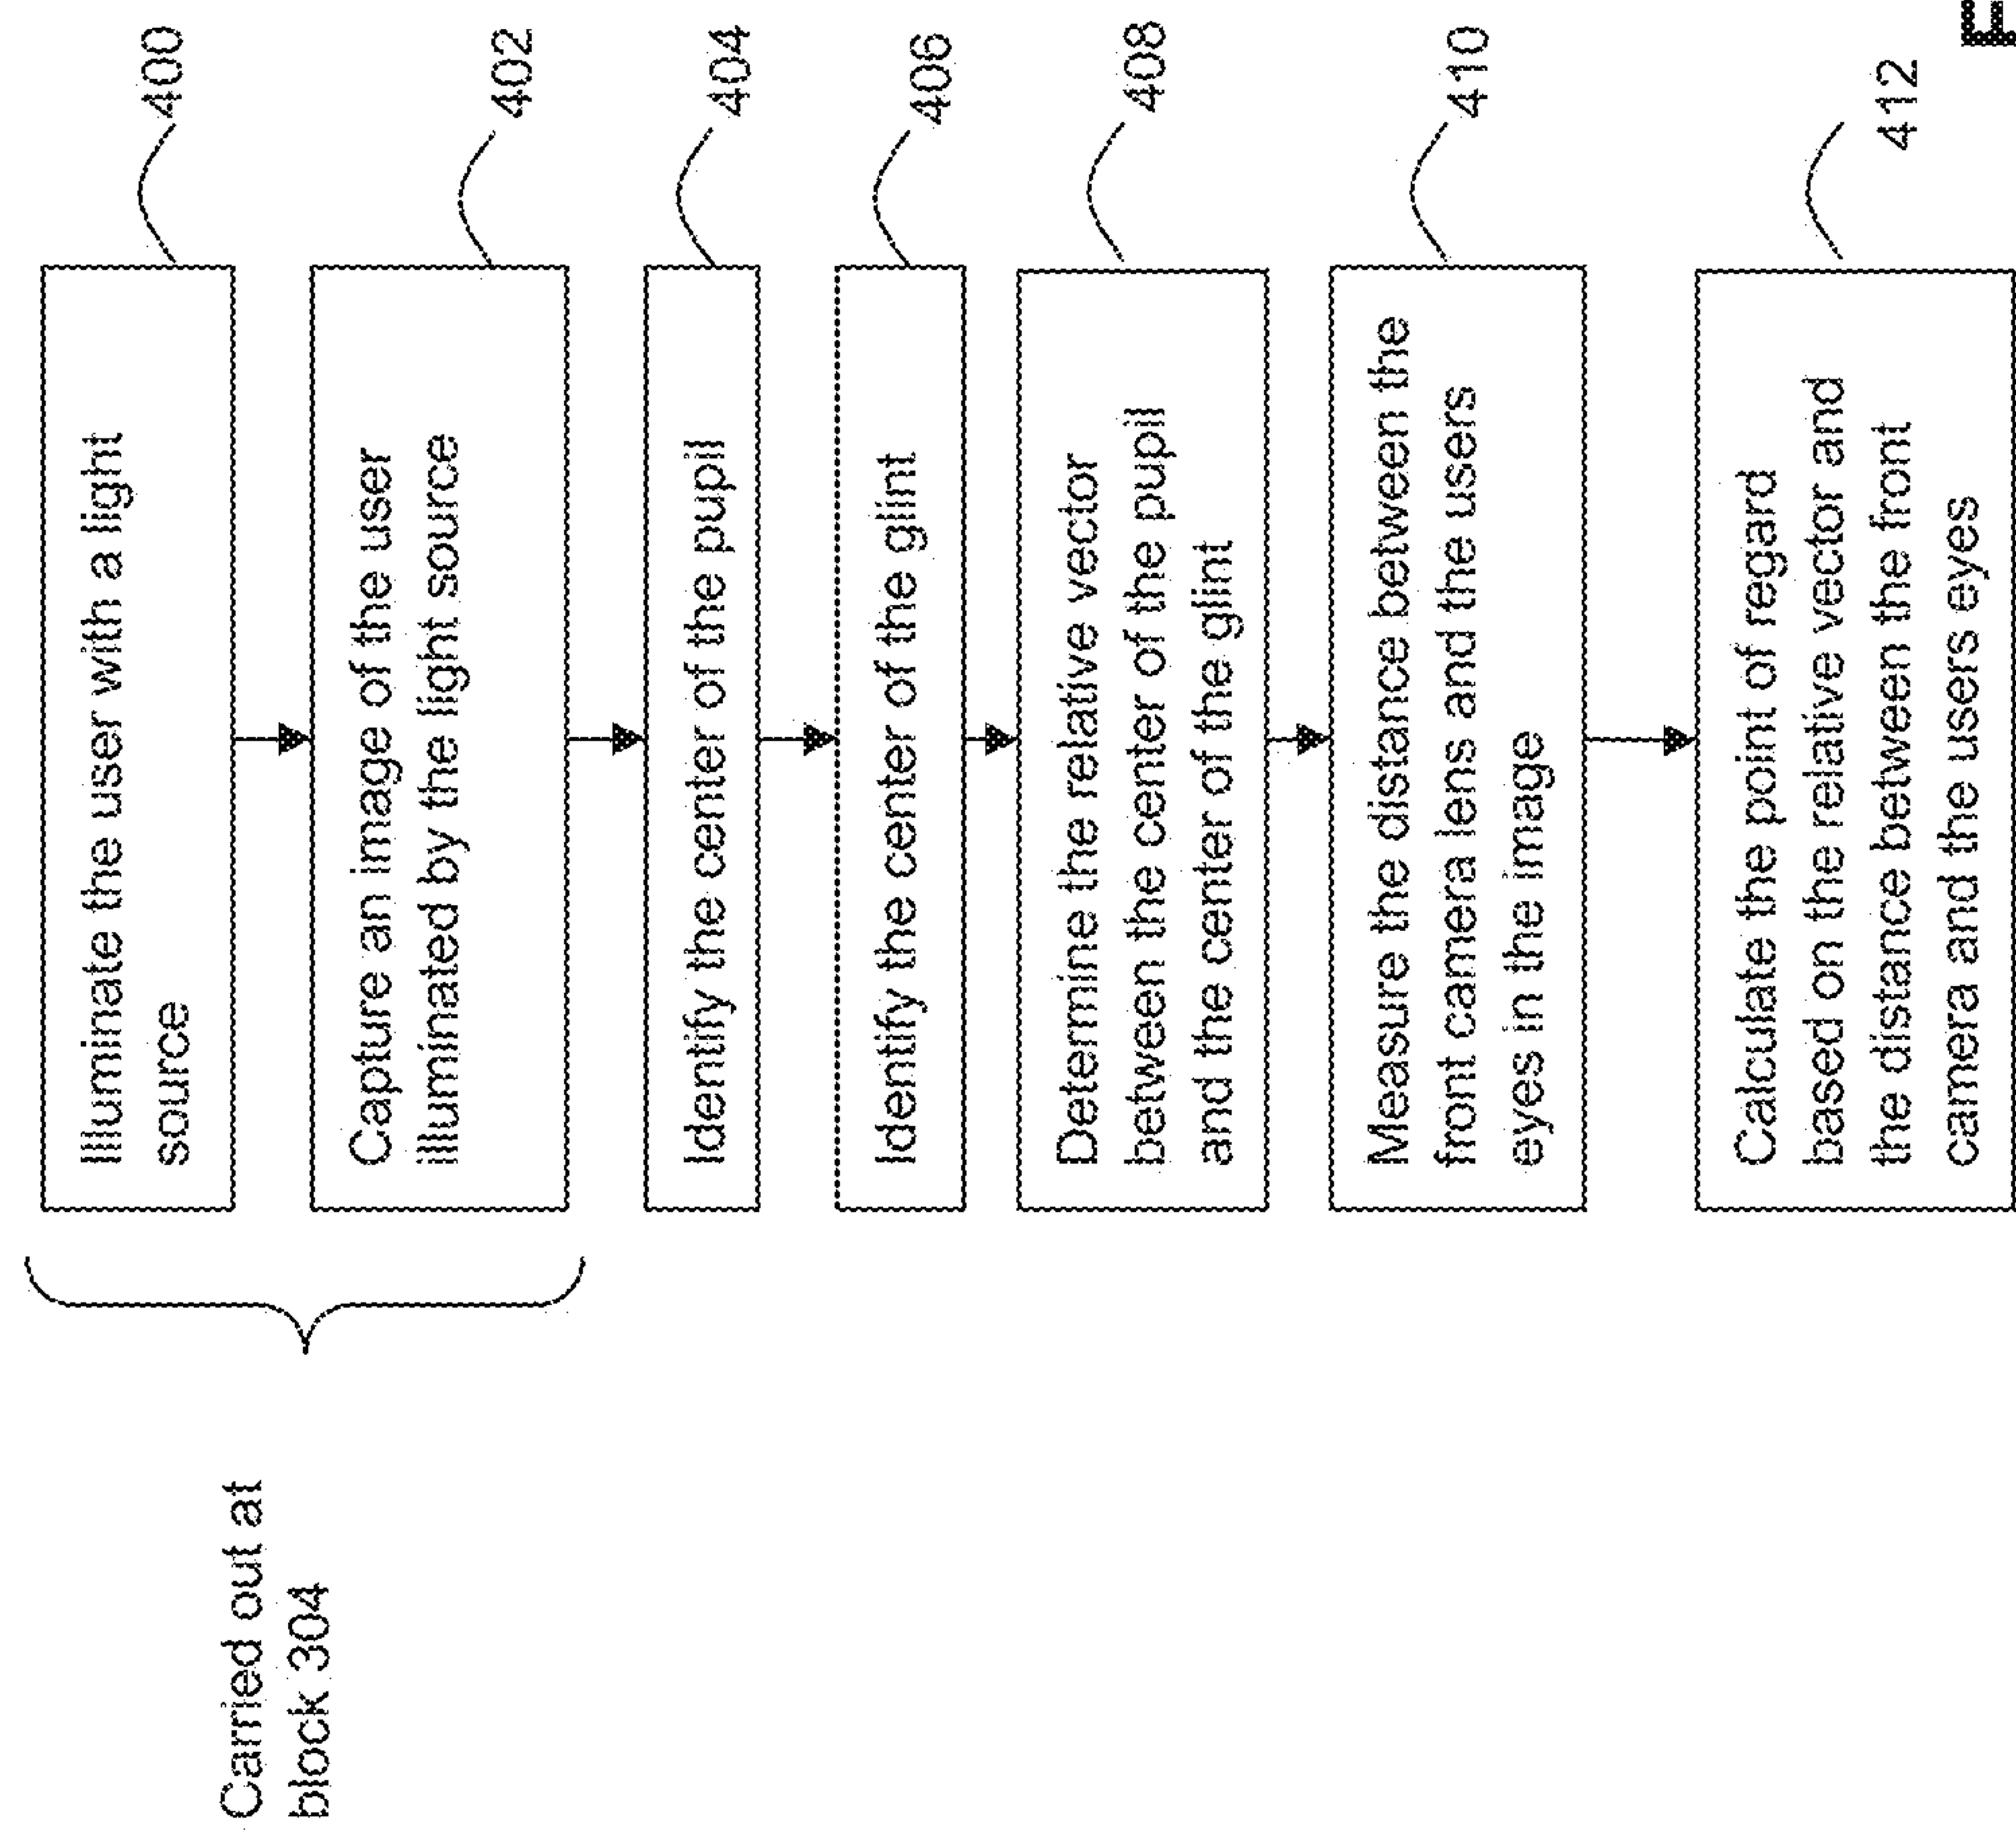 Carried out at
block 304
Illuminate the user with a light
source
400
Capture an image of the user
illuminated by the light source
402
Identify the center of the pupil
404
Identify the center of the glint
406
Determine the relative vector
between the center of the pupil
and the center of the glint
408
Measure the distance between the
front camera lens and the users
eyes in the image
410
Calculate the point of regard
based on the relative vector and
the distance between the front
camera and the users eyes
412